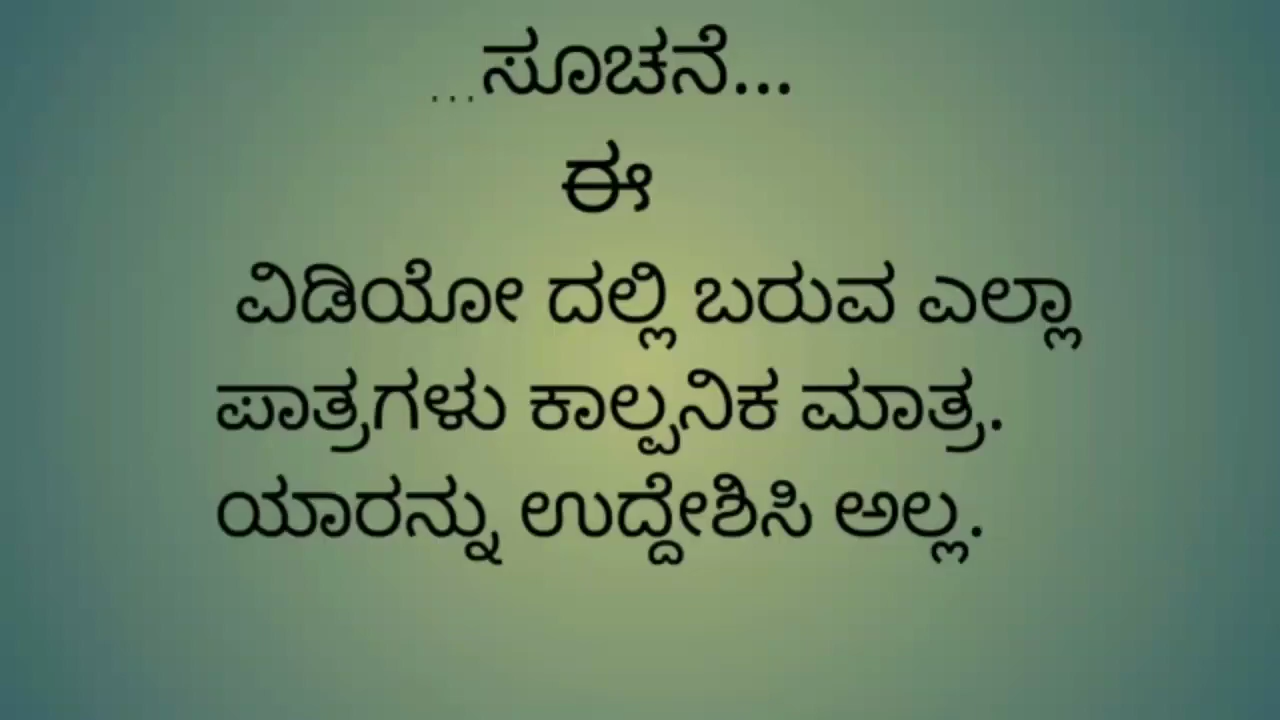 ...ಸೂಚನೆ...
ಈ
ವಿಡಿಯೋ ದಲ್ಲಿ ಬರುವ ಎಲ್ಲಾ
ಪಾತ್ರಗಳು ಕಾಲ್ಪನಿಕ ಮಾತ್ರ.
ಯಾರನ್ನು ಉದ್ದೇಶಿಸಿ ಅಲ್ಲ.